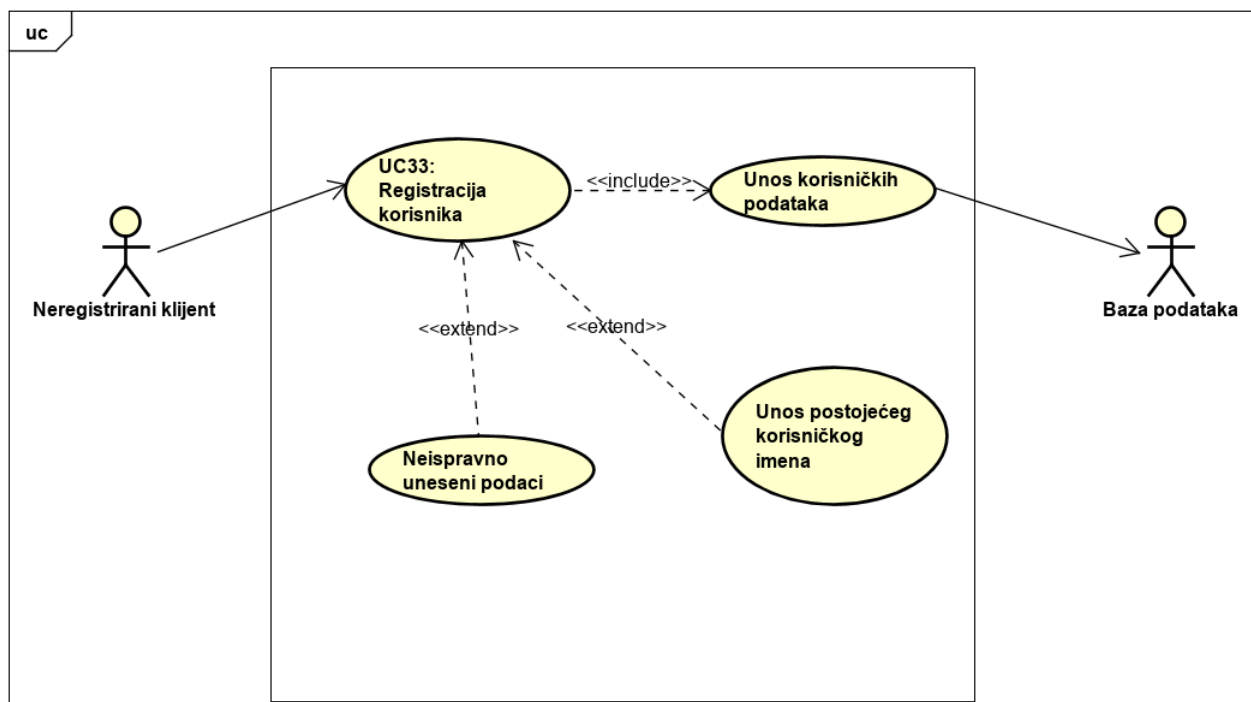 uc
UC33:
Registracija
korisnika
<<include>>
Unos korisničkih
podataka
Neregistrirani klijent
Baza podataka
<<extend>>
<<extend>>
Neispravno
uneseni podaci
Unos postojećeg
korisničkog
imena